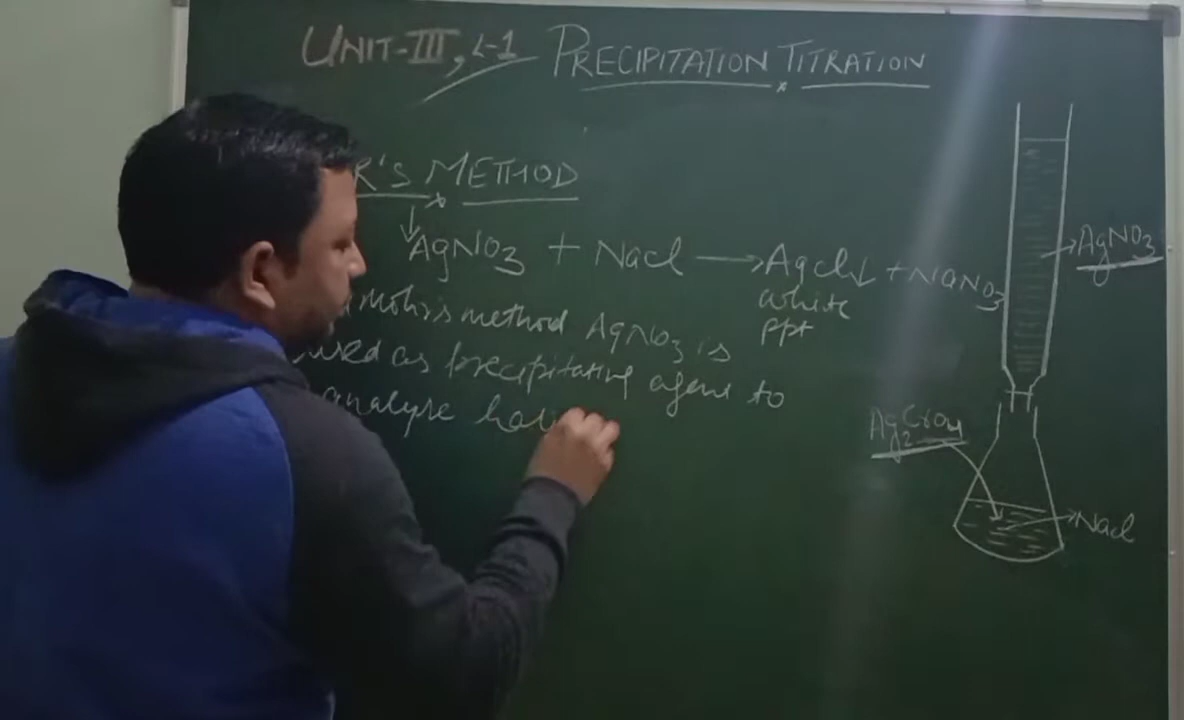 UNIT-III, L-1 PRECIPITATION TITRATION
R'S METHOD
AgNO3 + Nacl → Agcl↓ + NaNO3
white
ppt
Mohr's method AgNO3 is
used as precipitating agent to
analyse
AgNO3
Ag2CrO4
Nacl